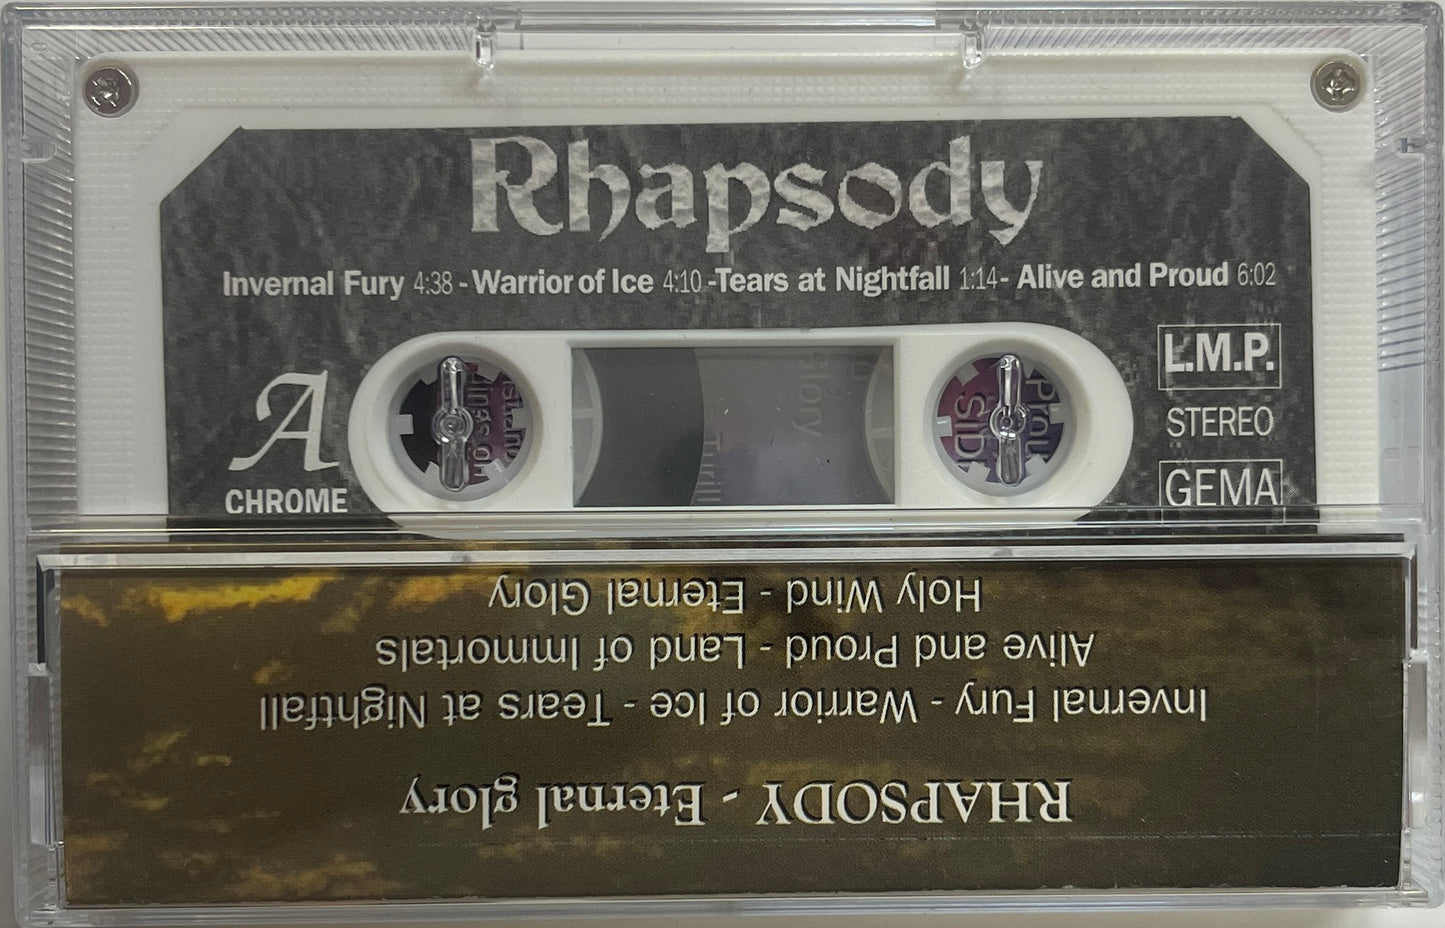 Rhapsody
Invernal Fury 4:38 - Warrior of Ice 4:10 -Tears at Nightfall 1:14- Alive and Proud 6:02
A
CHROME
L.M.P.
STEREO
GEMA
RHAPSODY - Eternal glory
Invernal Fury - Warrior of Ice - Tears at Nightfall
Alive and Proud - Land of Immortals
Holy Wind - Eternal Glory